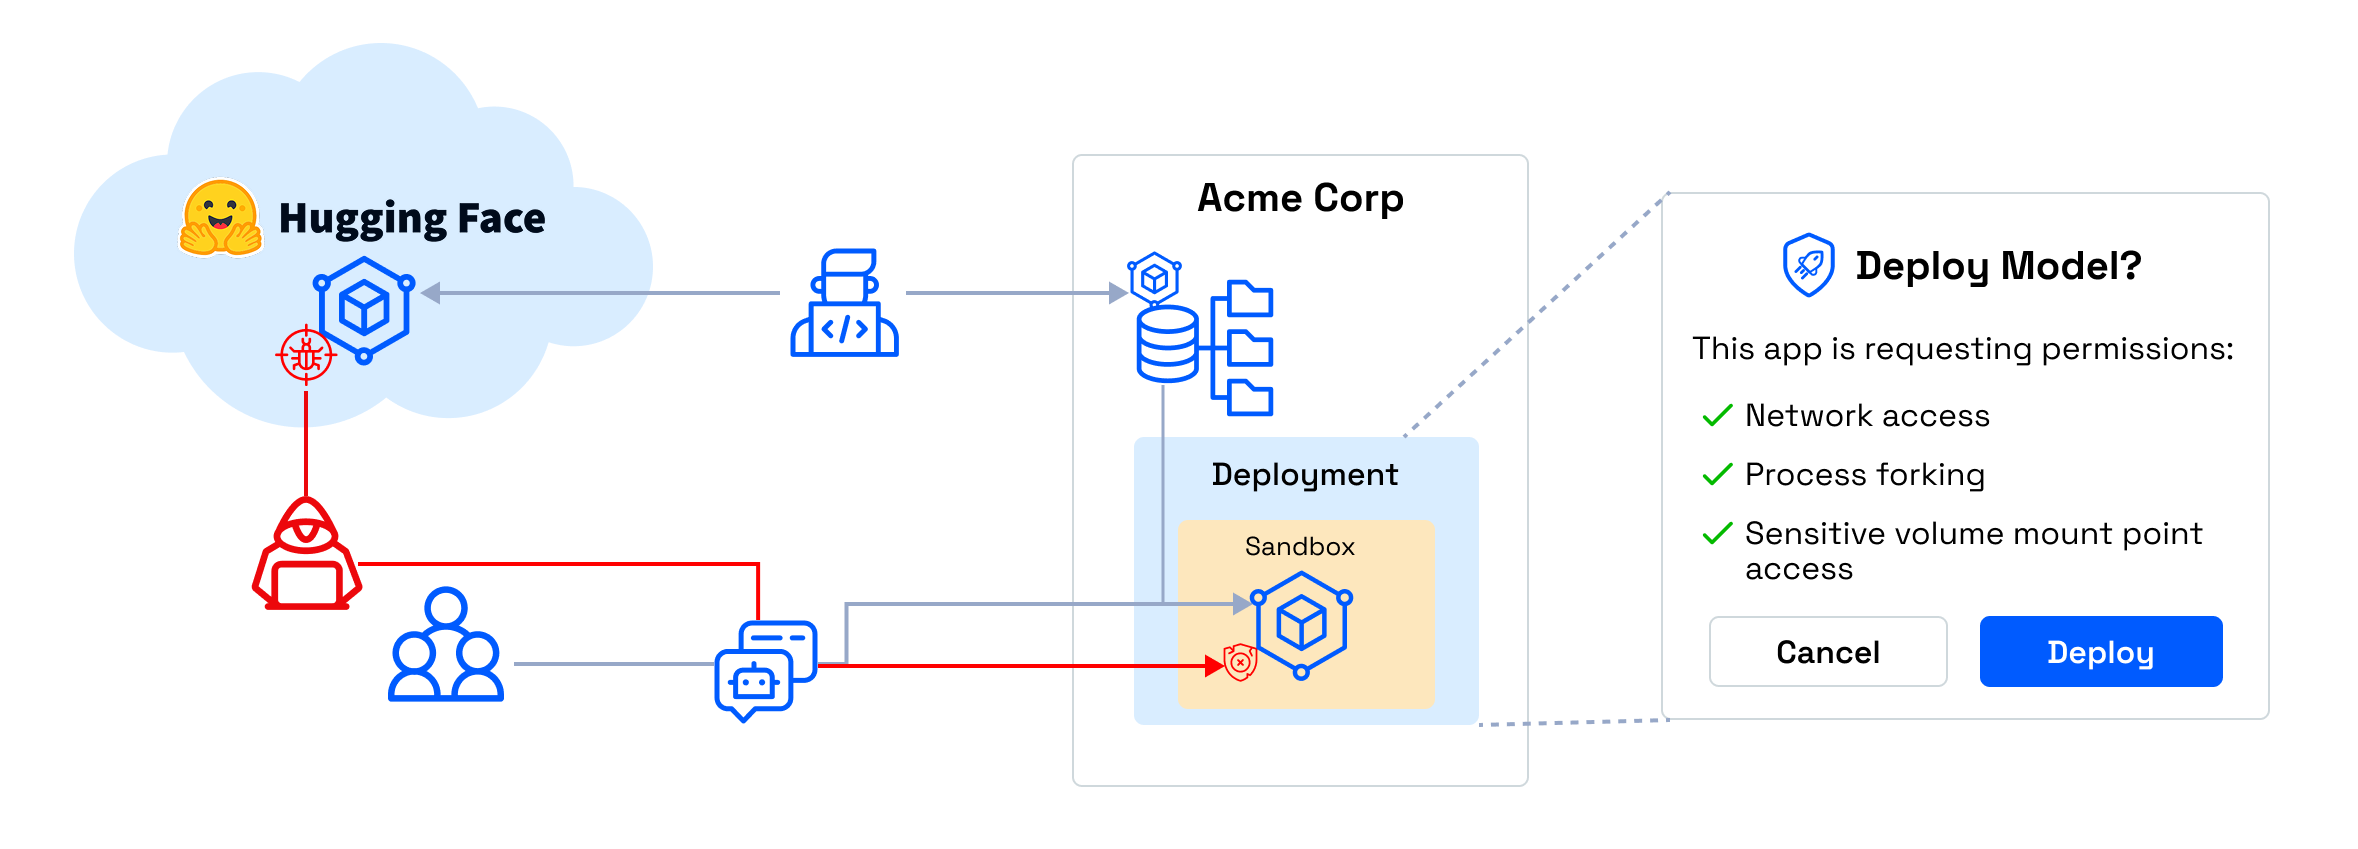 Hugging Face
Acme Corp
Deployment
Sandbox
Deploy Model?
This app is requesting permissions:
Network access
Process forking
Sensitive volume mount point
access
Cancel
Deploy